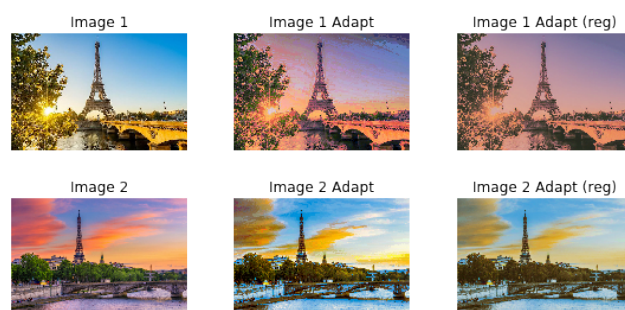 Image 1
Image 1 Adapt
Image 1 Adapt (reg)
Image 2
Image 2 Adapt
Image 2 Adapt (reg)